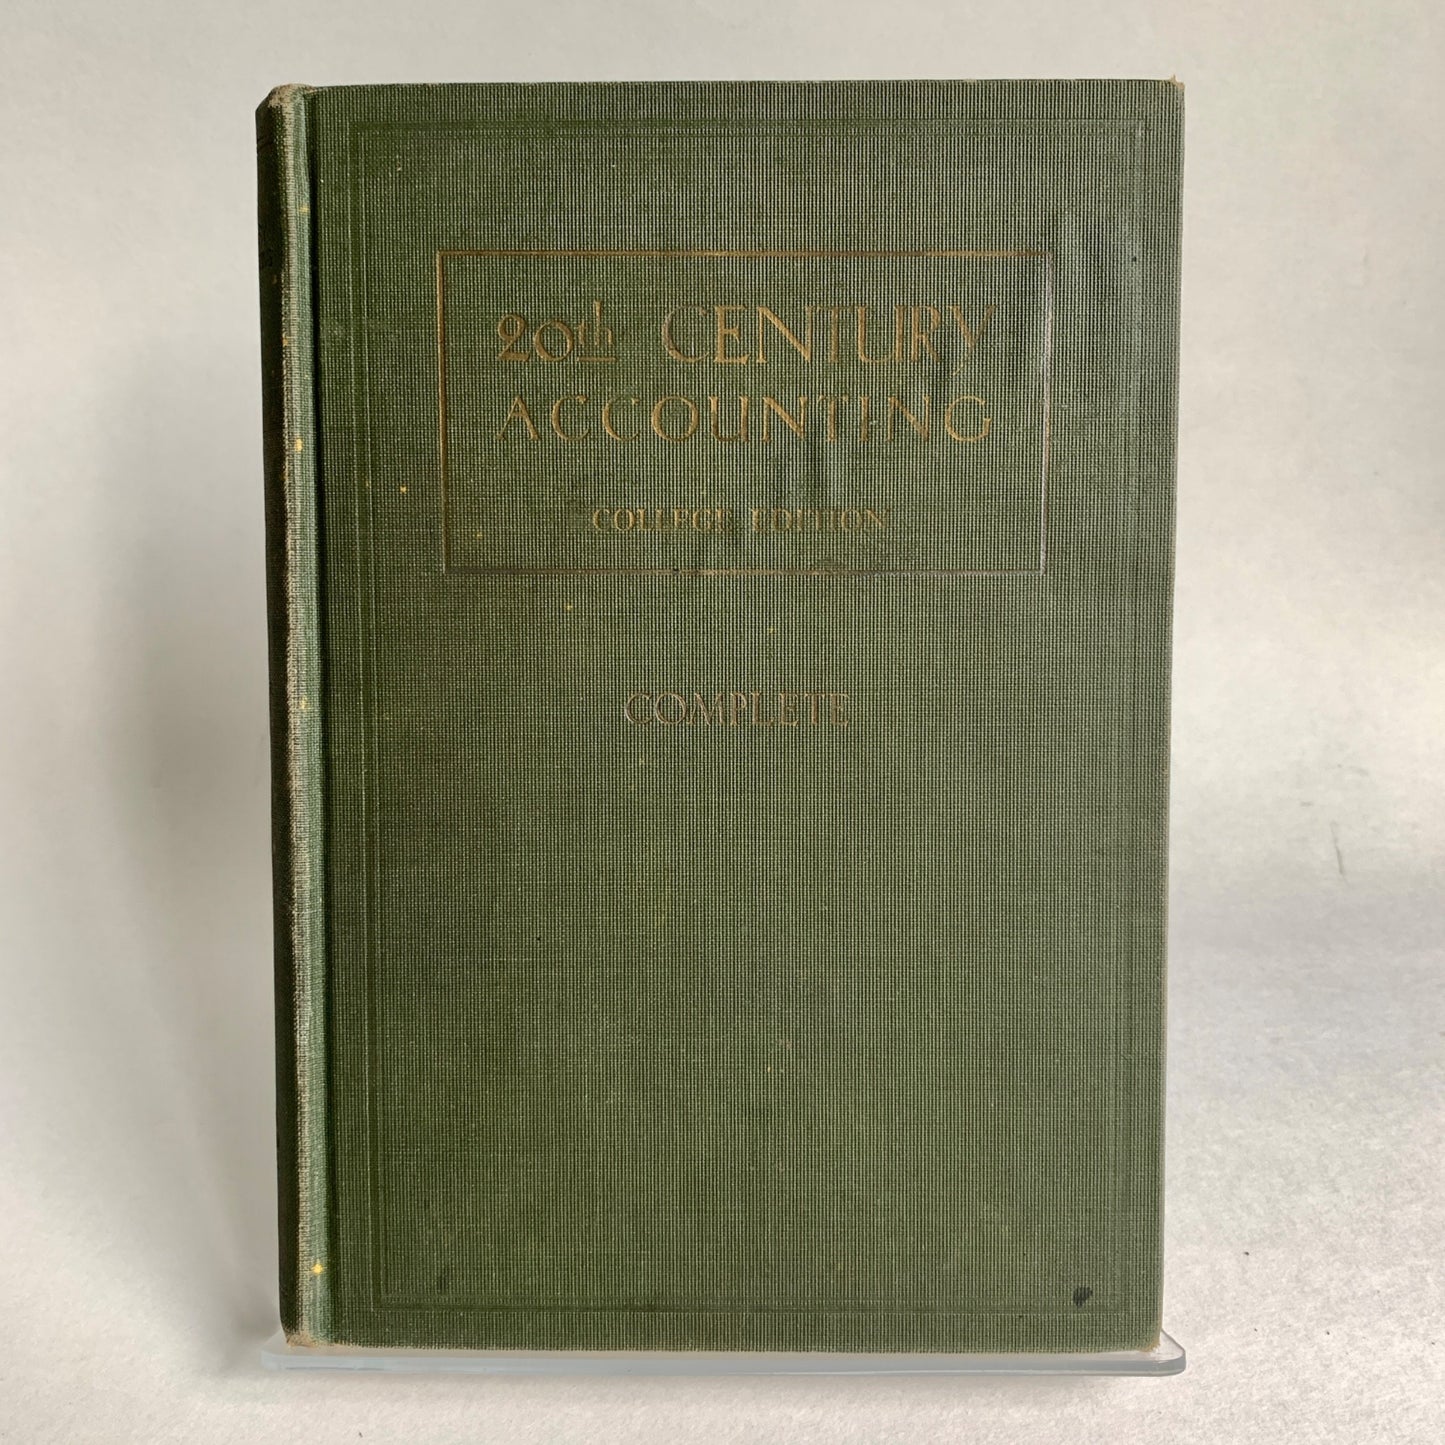 20th CENTURY
ACCOUNTING
COLLEGE EDITION
COMPLETE